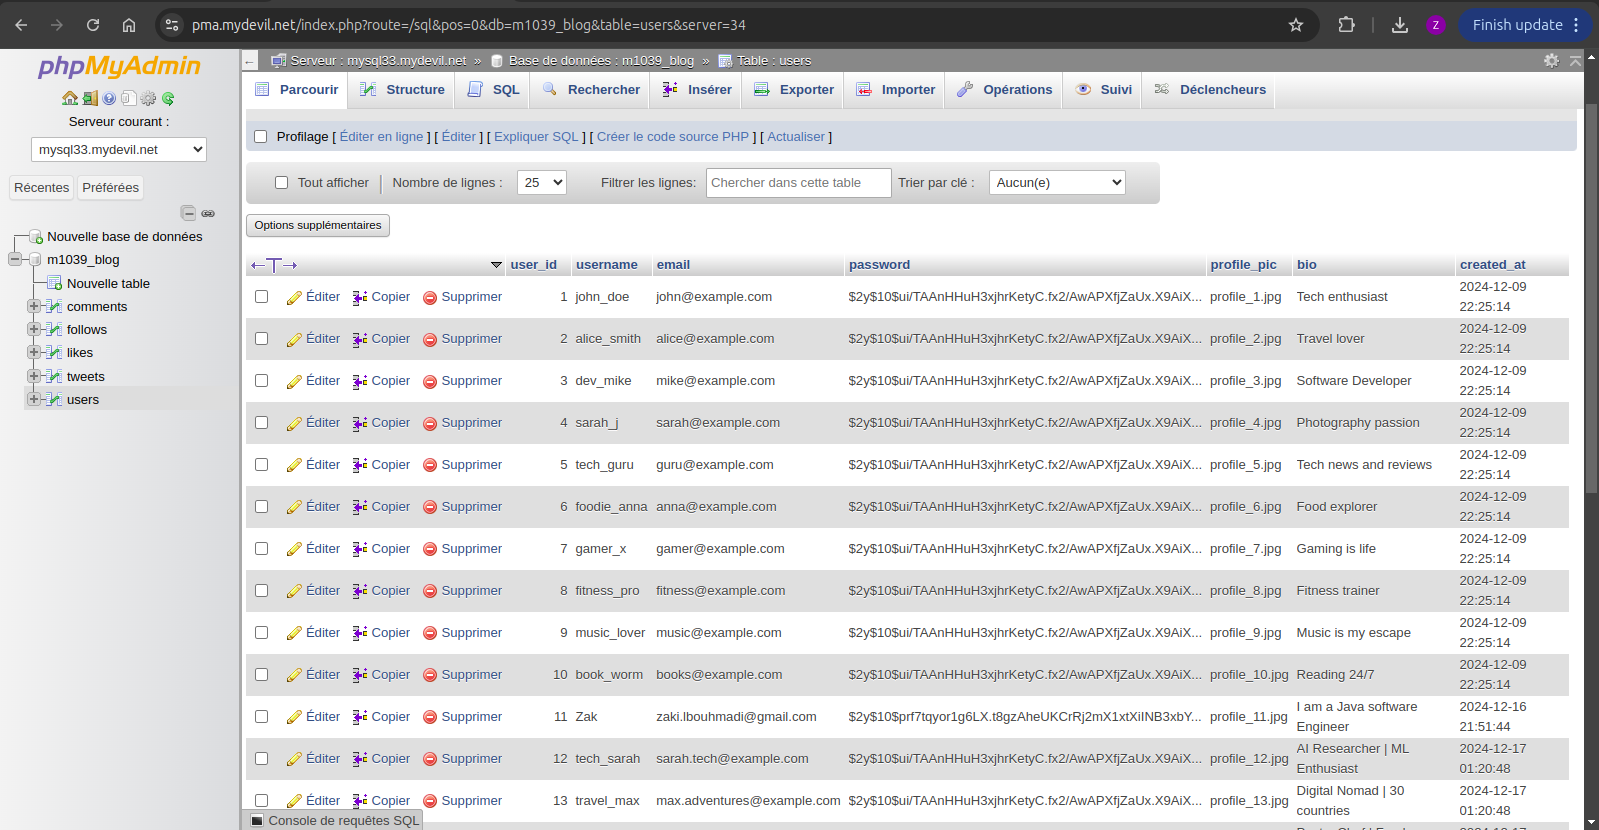 pma.mydevil.net/index.php?route=/sql&pos=0&db=m1039_blog&table=users&server=34
Z
Finish update
phpMyAdmin
Serveur courant :
mysql33.mydevil.net
Récentes
Préférées
Nouvelle base de données
m1039_blog
Nouvelle table
comments
follows
likes
tweets
users
Serveur : mysql33.mydevil.net » Base de données : m1039_blog » Table : users
Parcourir Structure SQL Rechercher Insérer Exporter Importer Opérations Suivi Déclencheurs
Profilage [ Éditer en ligne ] [ Éditer ] [ Expliquer SQL ] [ Créer le code source PHP ] [ Actualiser ]
Tout afficher Nombre de lignes : 25 Filtrer les lignes: Chercher dans cette table Trier par clé : Aucun(e)
Options supplémentaires
user_id username email password profile_pic bio created_at
Éditer Copier Supprimer 1 john_doe john@example.com $2y$10$ui/TAAnHHuH3xjhrKetyC.fx2/AwAPXfjZaUx.X9AiX... profile_1.jpg Tech enthusiast 2024-12-09
22:25:14
Éditer Copier Supprimer 2 alice_smith alice@example.com $2y$10$ui/TAAnHHuH3xjhrKetyC.fx2/AwAPXfjZaUx.X9AiX... profile_2.jpg Travel lover 2024-12-09
22:25:14
Éditer Copier Supprimer 3 dev_mike mike@example.com $2y$10$ui/TAAnHHuH3xjhrKetyC.fx2/AwAPXfjZaUx.X9AiX... profile_3.jpg Software Developer 2024-12-09
22:25:14
Éditer Copier Supprimer 4 sarah_j sarah@example.com $2y$10$ui/TAAnHHuH3xjhrKetyC.fx2/AwAPXfjZaUx.X9AiX... profile_4.jpg Photography passion 2024-12-09
22:25:14
Éditer Copier Supprimer 5 tech_guru guru@example.com $2y$10$ui/TAAnHHuH3xjhrKetyC.fx2/AwAPXfjZaUx.X9AiX... profile_5.jpg Tech news and reviews 2024-12-09
22:25:14
Éditer Copier Supprimer 6 foodie_anna anna@example.com $2y$10$ui/TAAnHHuH3xjhrKetyC.fx2/AwAPXfjZaUx.X9AiX... profile_6.jpg Food explorer 2024-12-09
22:25:14
Éditer Copier Supprimer 7 gamer_x gamer@example.com $2y$10$ui/TAAnHHuH3xjhrKetyC.fx2/AwAPXfjZaUx.X9AiX... profile_7.jpg Gaming is life 2024-12-09
22:25:14
Éditer Copier Supprimer 8 fitness_pro fitness@example.com $2y$10$ui/TAAnHHuH3xjhrKetyC.fx2/AwAPXfjZaUx.X9AiX... profile_8.jpg Fitness trainer 2024-12-09
22:25:14
Éditer Copier Supprimer 9 music_lover music@example.com $2y$10$ui/TAAnHHuH3xjhrKetyC.fx2/AwAPXfjZaUx.X9AiX... profile_9.jpg Music is my escape 2024-12-09
22:25:14
Éditer Copier Supprimer 10 book_worm books@example.com $2y$10$ui/TAAnHHuH3xjhrKetyC.fx2/AwAPXfjZaUx.X9AiX... profile_10.jpg Reading 24/7 2024-12-09
22:25:14
Éditer Copier Supprimer 11 Zak zaki.lbouhmadi@gmail.com $2y$10$prf7tqyor1g6LX.t8gzAheUKCrRj2mX1xtXiINB3xbY... profile_11.jpg I am a Java software 2024-12-16
Engineer 21:51:44
Éditer Copier Supprimer 12 tech_sarah sarah.tech@example.com $2y$10$ui/TAAnHHuH3xjhrKetyC.fx2/AwAPXfjZaUx.X9AiX... profile_12.jpg AI Researcher | ML 2024-12-17
Enthusiast 01:20:48
Éditer Copier Supprimer 13 travel_max max.adventures@example.com $2y$10$ui/TAAnHHuH3xjhrKetyC.fx2/AwAPXfjZaUx.X9AiX... profile_13.jpg Digital Nomad | 30 2024-12-17
countries 01:20:48
Console de requêtes SQL